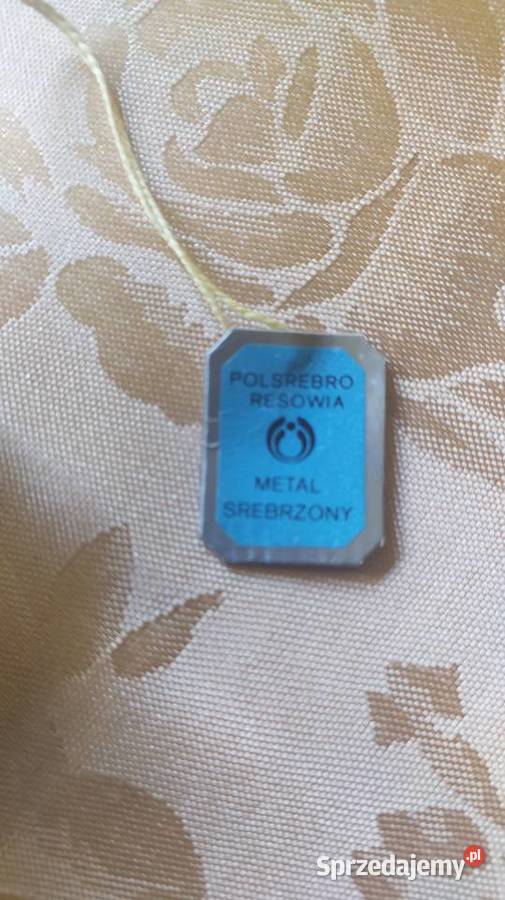 POLSREBRO
RESOWIA
METAL
SREBRZONY
Sprzedajemy.pl